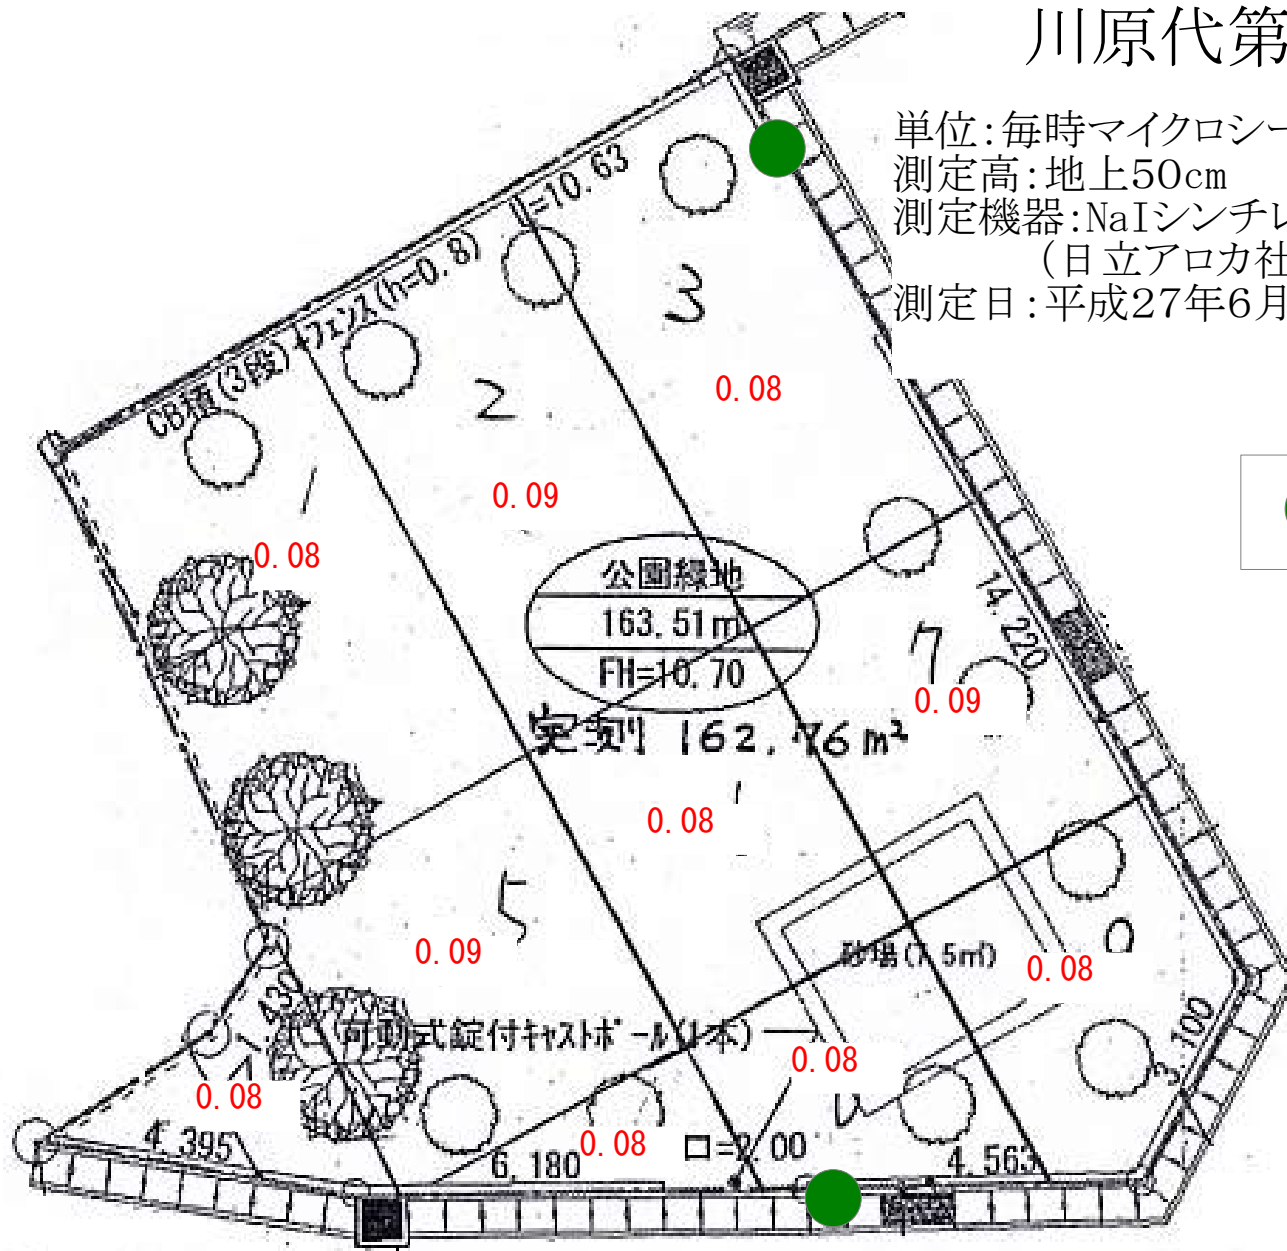 川原代第
単位:毎時マイクロシー
測定高:地上50cm
測定機器:NaIシンチレ
(日立アロカ社
測定日:平成27年6月
CB積(3段)+フェンス(h=0.8)
L=10.63
3
2
0.08
0.09
0.08
公園緑地
163.51㎡
FH=10.70
14.220
7
0.09
実測 162.76m²
0.08
5
0.09
砂場(7.5㎡)
0.08
可動式錠付キャストポール(1本)
0.08
0.08
3.100
4.395
6.180
0.08
ロ=2.00
4.563